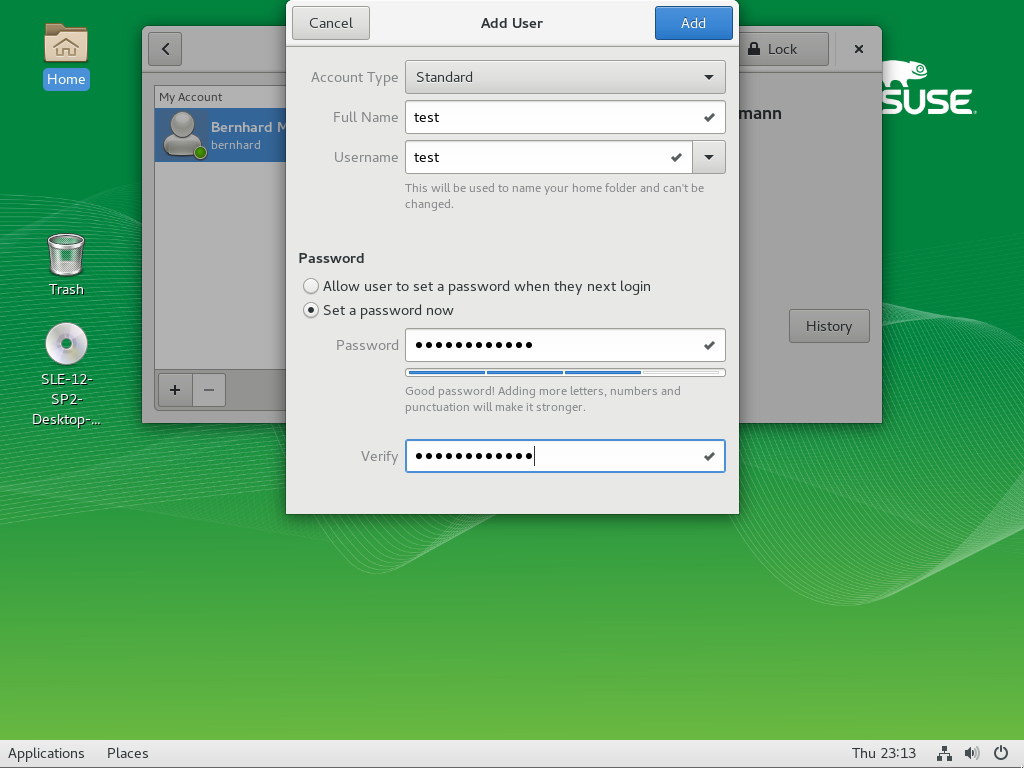 Cancel
Add User
Add
Lock
Home
SUSE
My Account
Bernhard M
mann
bernhard
Account Type
Standard
Full Name
test
Username
test
This will be used to name your home folder and can't be
changed.
Password
Allow user to set a password when they next login
Set a password now
Trash
History
Password
SLE-12-
SP2-
Desktop-...
Good password! Adding more letters, numbers and
punctuation will make it stronger.
Verify
Applications
Places
Thu 23:13